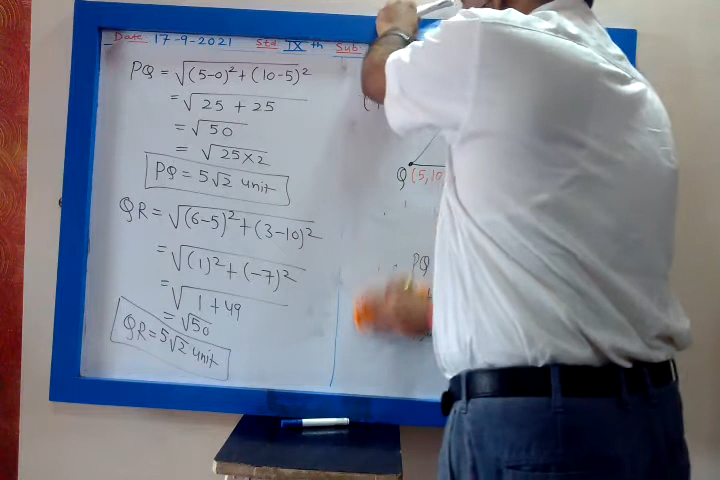 Date 17-9-2021 Std IX th Sub:
PQ = √(5-0)² + (10-5)²
= √25 + 25
= √50
= √25×2
PQ = 5√2 unit
QR = √(6-5)² + (3-10)²
= √(1)² + (-7)²
= √1 + 49
= √50
QR = 5√2 unit
Q (5,10
PQ